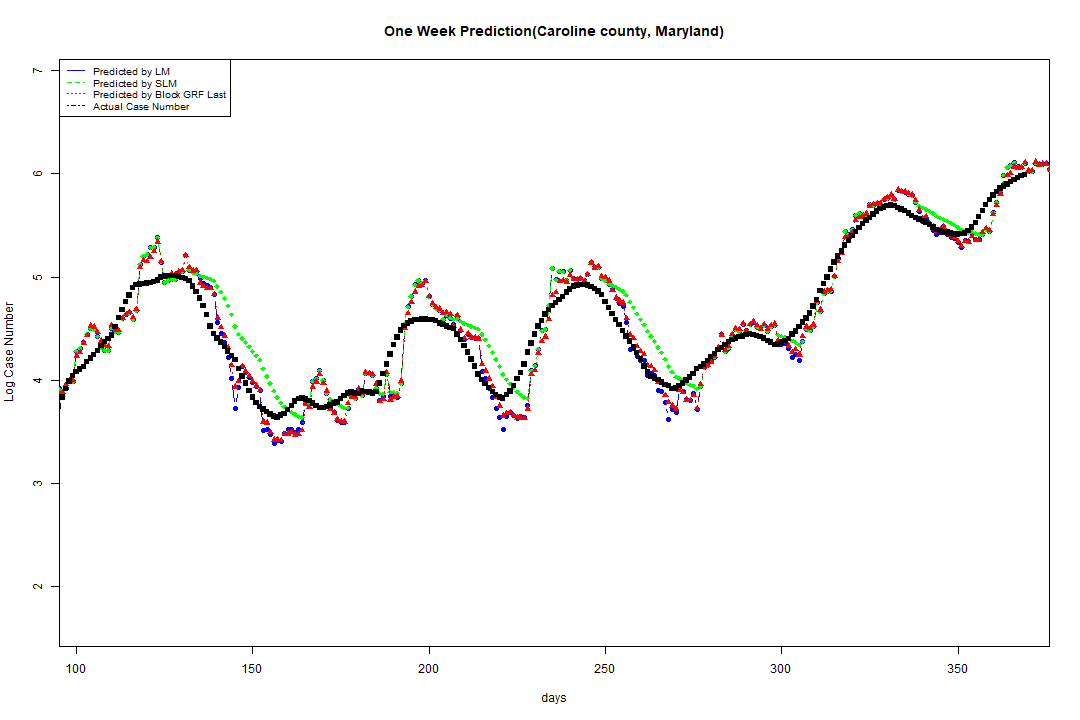 One Week Prediction(Caroline county, Maryland)
Predicted by LM
Predicted by SLM
Predicted by Block GRF Last
Actual Case Number
7
6
5
4
3
2
Log Case Number
100 150 200 250 300 350
days